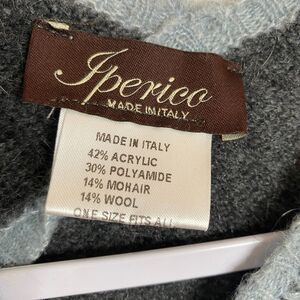 Iperico
MADE IN ITALY
MADE IN ITALY
42% ACRYLIC
30% POLYAMIDE
14% MOHAIR
14% WOOL
ONE SIZE FITS ALL